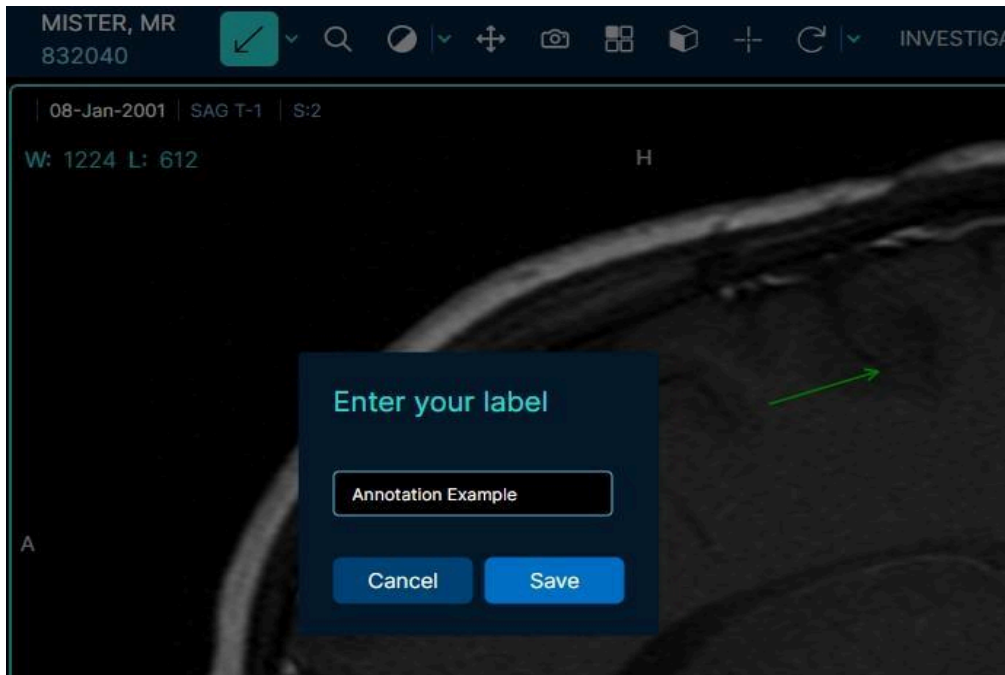 MISTER, MR
832040
INVESTIGA
08-Jan-2001 SAG T-1 S:2
W: 1224 L: 612
H
Enter your label
Annotation Example
A
Cancel Save